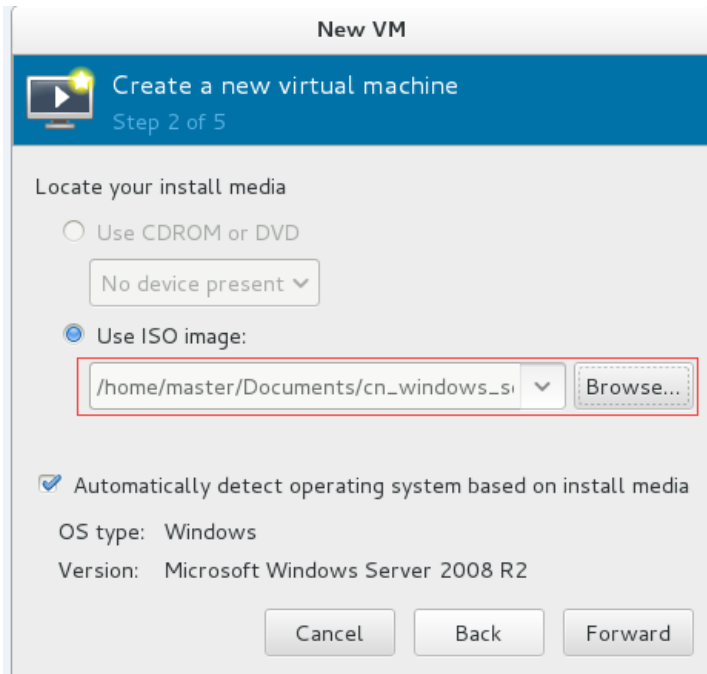 New VM
Create a new virtual machine
Step 2 of 5
Locate your install media
Use CDROM or DVD
No device present
Use ISO image:
/home/master/Documents/cn_windows_s Browse...
Automatically detect operating system based on install media
OS type: Windows
Version: Microsoft Windows Server 2008 R2
Cancel Back Forward